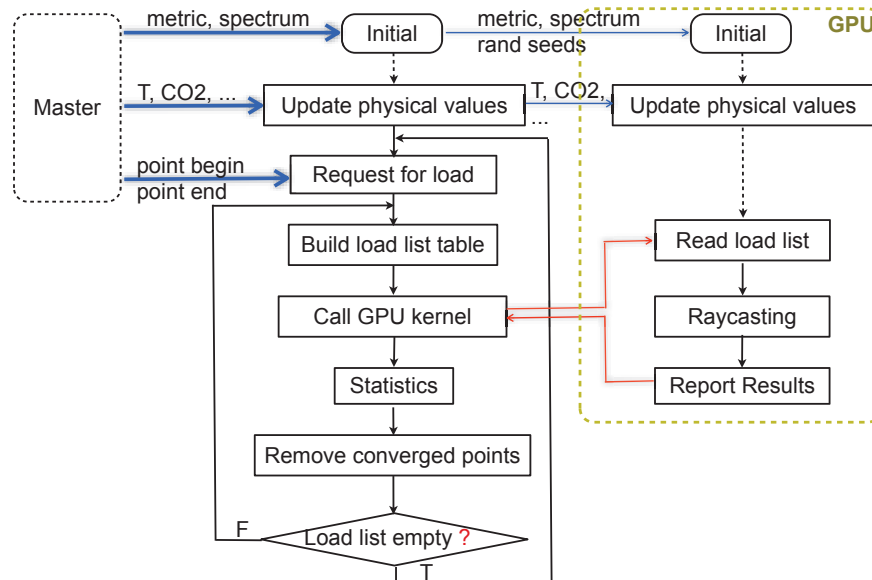 metric, spectrum
Initial
metric, spectrum
rand seeds
Initial
GPU
Master
T, CO2, ...
Update physical values
T, CO2,
...
Update physical values
point begin
point end
Request for load
Build load list table
Read load list
Call GPU kernel
Raycasting
Statistics
Report Results
Remove converged points
F
Load list empty ?
T